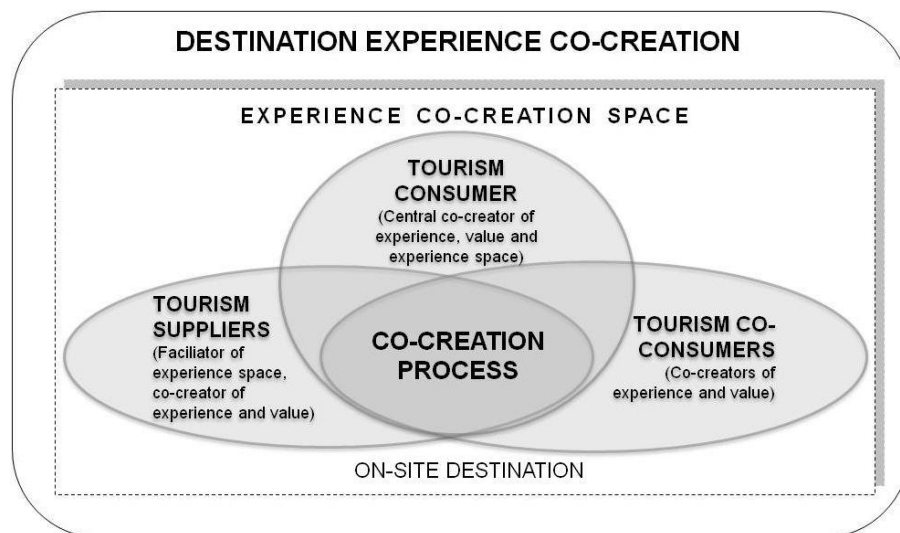 DESTINATION EXPERIENCE CO-CREATION
EXPERIENCE CO-CREATION SPACE
TOURISM
CONSUMER
(Central co-creator of
experience, value and
experience space)
TOURISM
SUPPLIERS
(Faciliator of
experience space,
co-creator of
experience and value)
CO-CREATION
PROCESS
TOURISM CO-
CONSUMERS
(Co-creators of
experience and value)
ON-SITE DESTINATION